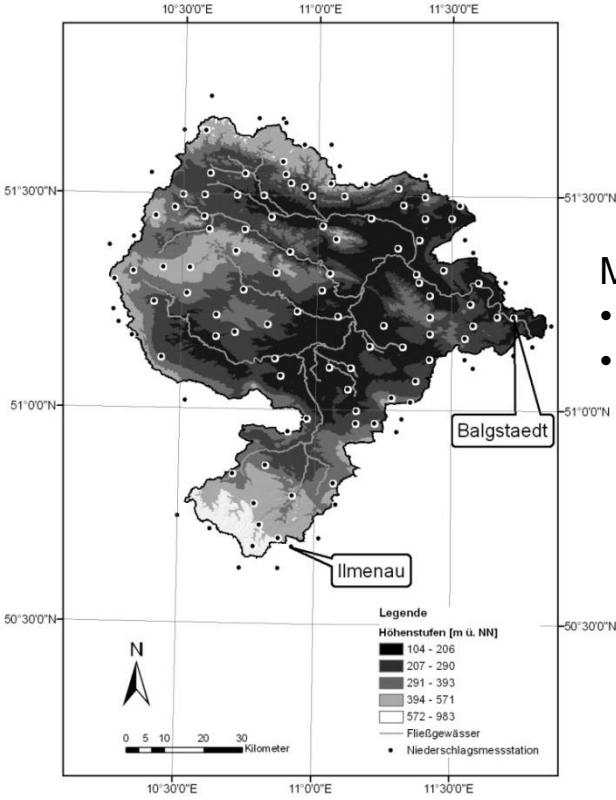 10°30'0"E 11°0'0"E 11°30'0"E
51°30'0"N 51°30'0"N
M
•
•
51°0'0"N 51°0'0"N
Balgstaedt
Ilmenau
50°30'0"N 50°30'0"N
N
0 5 10 20 30
Kilometer
Legende
Höhenstufen [m ü. NN]
104 - 206
207 - 290
291 - 393
394 - 571
572 - 983
Fließgewässer
Niederschlagsmessstation
10°30'0"E 11°0'0"E 11°30'0"E